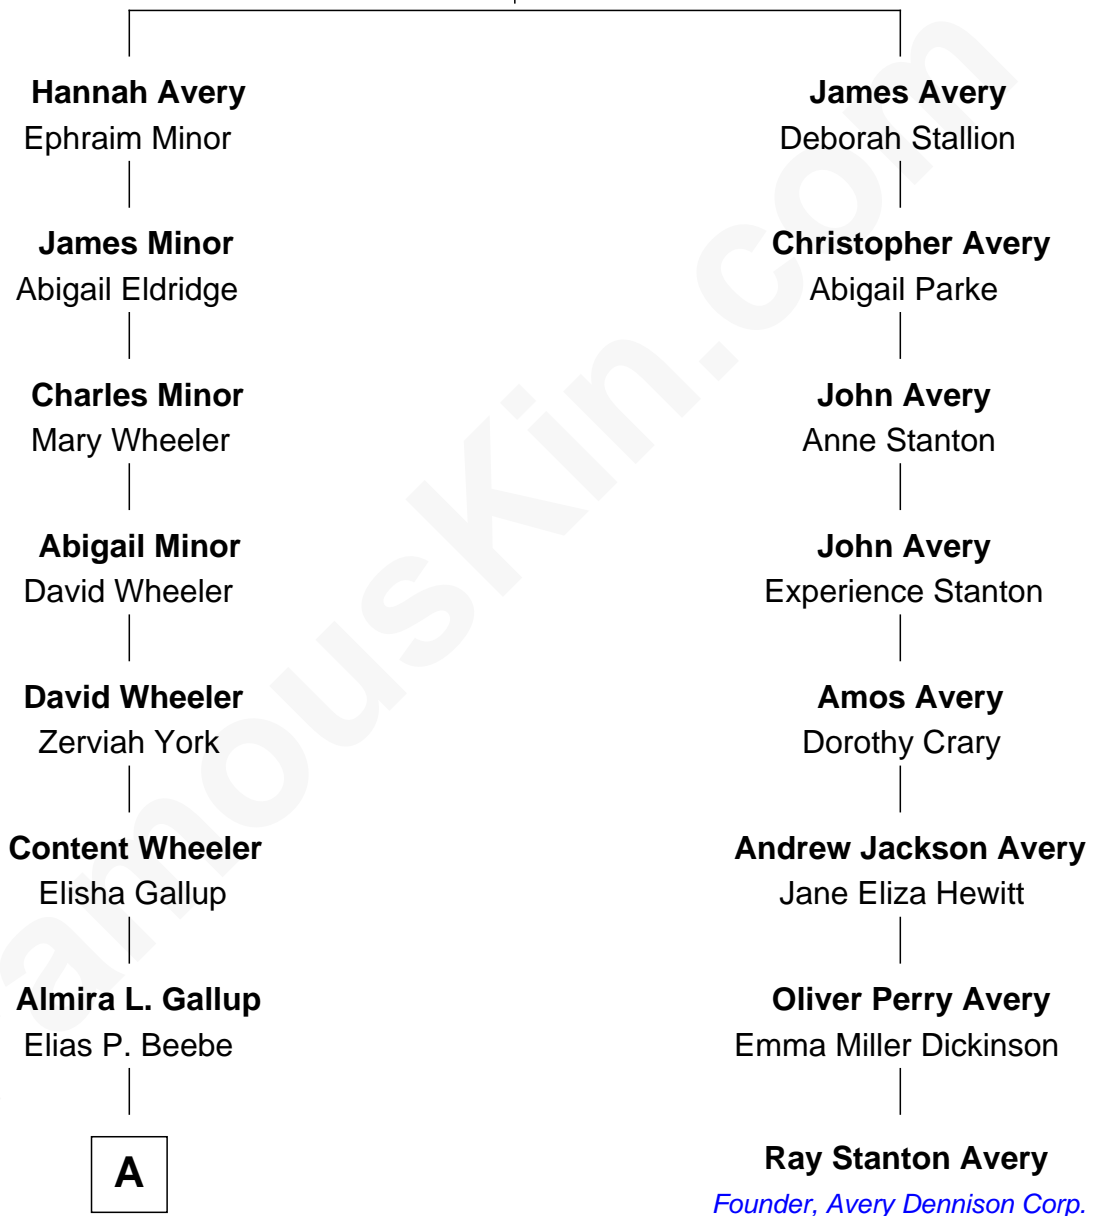 Hannah Avery
Ephraim Minor
James Minor
Abigail Eldridge
Charles Minor
Mary Wheeler
Abigail Minor
David Wheeler
David Wheeler
Zerviah York
Content Wheeler
Elisha Gallup
Almira L. Gallup
Elias P. Beebe
A
James Avery
Deborah Stallion
Christopher Avery
Abigail Parke
John Avery
Anne Stanton
John Avery
Experience Stanton
Amos Avery
Dorothy Crary
Andrew Jackson Avery
Jane Eliza Hewitt
Oliver Perry Avery
Emma Miller Dickinson
Ray Stanton Avery
Founder, Avery Dennison Corp.
amouskin.com